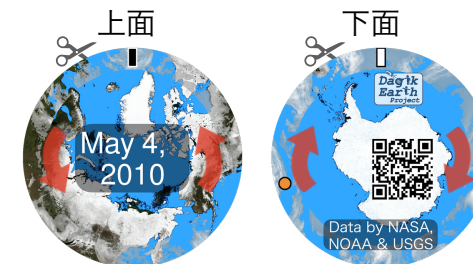 上面
下面
May 4,
2010
Dagik
Earth
Project
Data by NASA,
NOAA & USGS